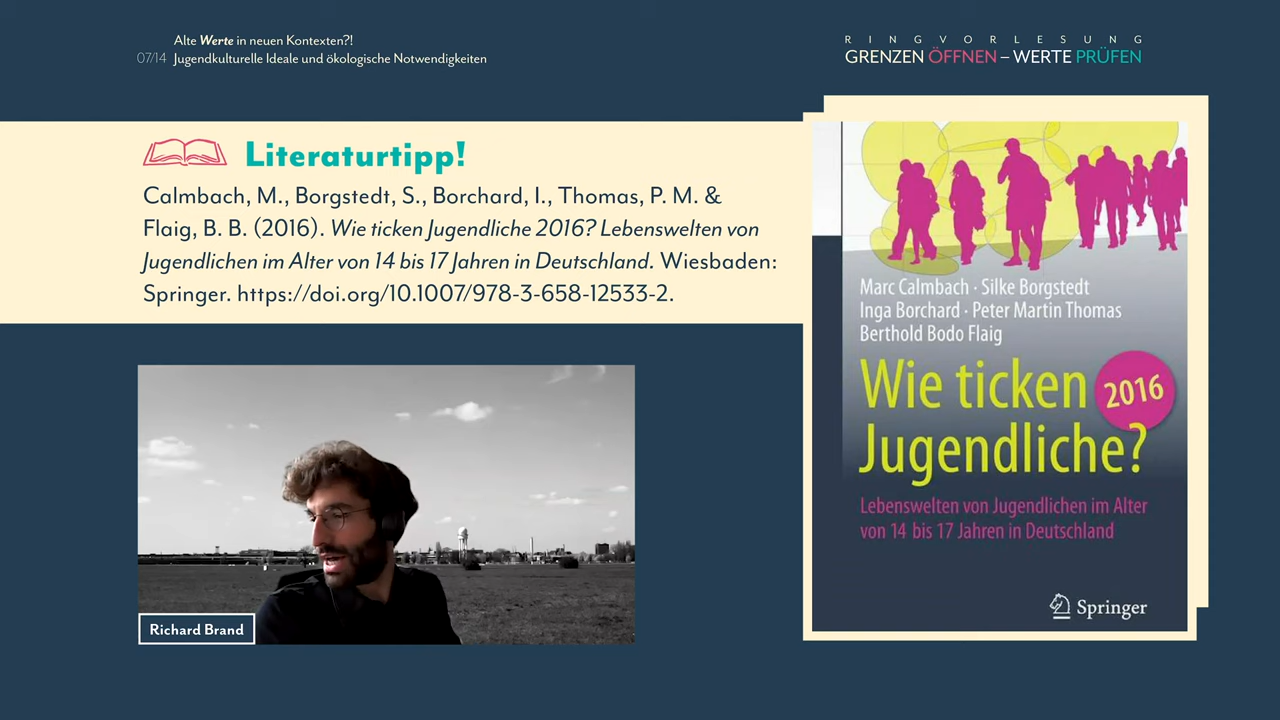 Alte Werte in neuen Kontexten?!
07/14 Jugendkulturelle Ideale und ökologische Notwendigkeiten
RINGVORLESUNG
GRENZEN ÖFFNEN – WERTE PRÜFEN
Literaturtipp!
Calmbach, M., Borgstedt, S., Borchard, I., Thomas, P. M. &
Flaig, B. B. (2016). Wie ticken Jugendliche 2016? Lebenswelten von
Jugendlichen im Alter von 14 bis 17 Jahren in Deutschland. Wiesbaden:
Springer. https://doi.org/10.1007/978-3-658-12533-2.
Marc Calmbach · Silke Borgstedt
Inga Borchard · Peter Martin Thomas
Berthold Bodo Flaig
Wie ticken
2016
Jugendliche?
Lebenswelten von Jugendlichen im Alter
von 14 bis 17 Jahren in Deutschland
Springer
Richard Brand